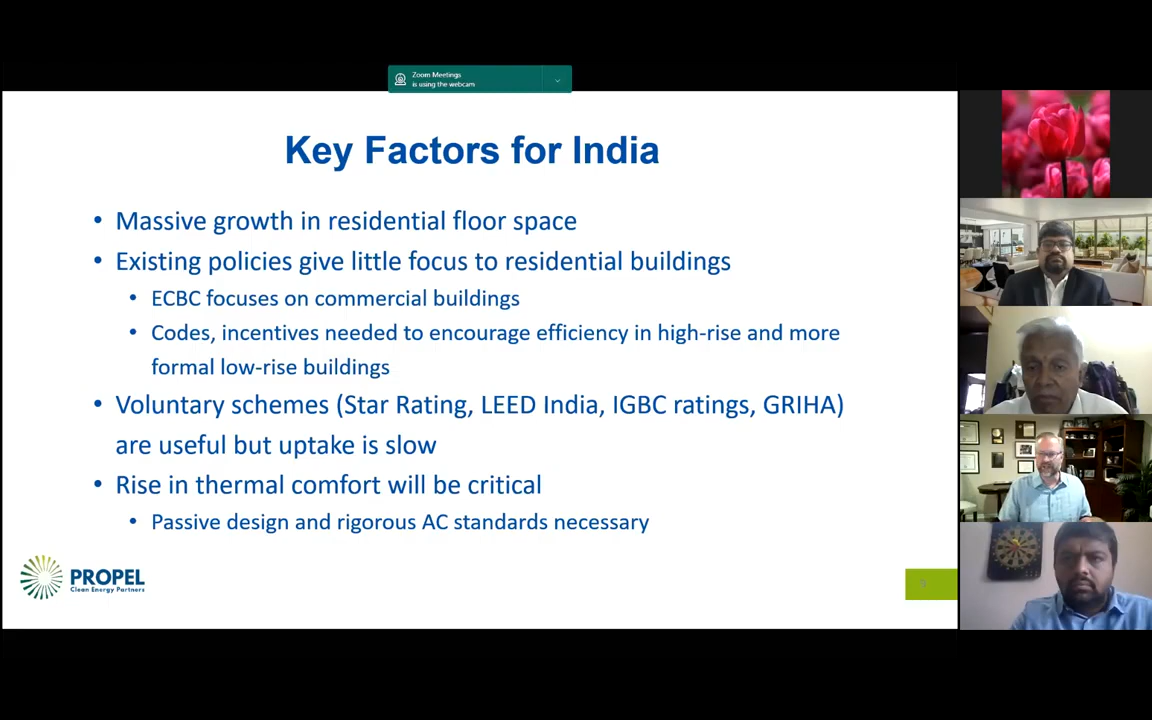 Zoom Meetings
is using the webcam
Key Factors for India
• Massive growth in residential floor space
• Existing policies give little focus to residential buildings
• ECBC focuses on commercial buildings
• Codes, incentives needed to encourage efficiency in high-rise and more
formal low-rise buildings
• Voluntary schemes (Star Rating, LEED India, IGBC ratings, GRIHA)
are useful but uptake is slow
• Rise in thermal comfort will be critical
• Passive design and rigorous AC standards necessary
PROPEL
Clean Energy Partners